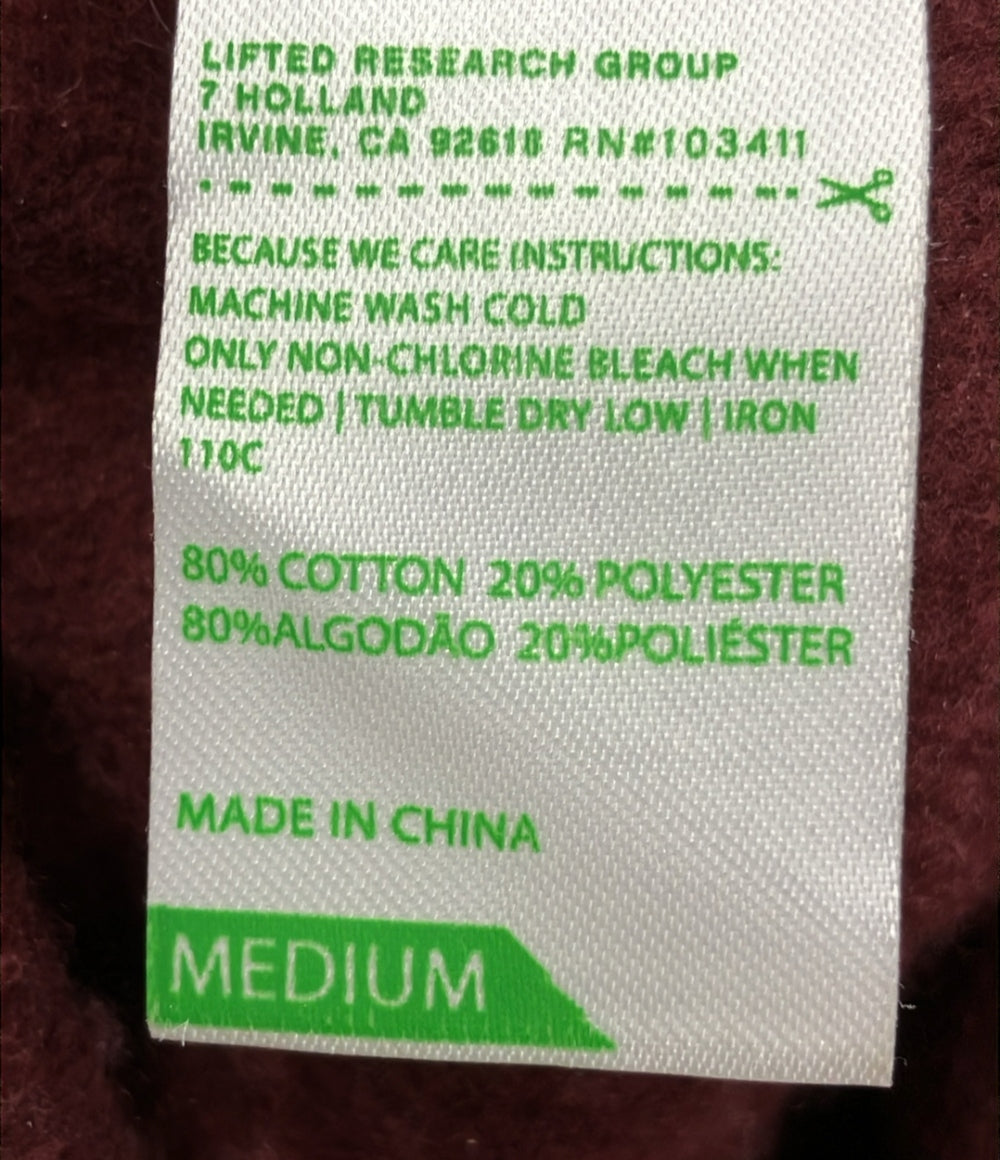 LIFTED RESEARCH GROUP
7 HOLLAND
IRVINE, CA 92618 RN#103411
BECAUSE WE CARE INSTRUCTIONS:
MACHINE WASH COLD
ONLY NON-CHLORINE BLEACH WHEN
NEEDED | TUMBLE DRY LOW | IRON
110C
80% COTTON 20% POLYESTER
80%ALGODÃO 20%POLIÉSTER
MADE IN CHINA
MEDIUM